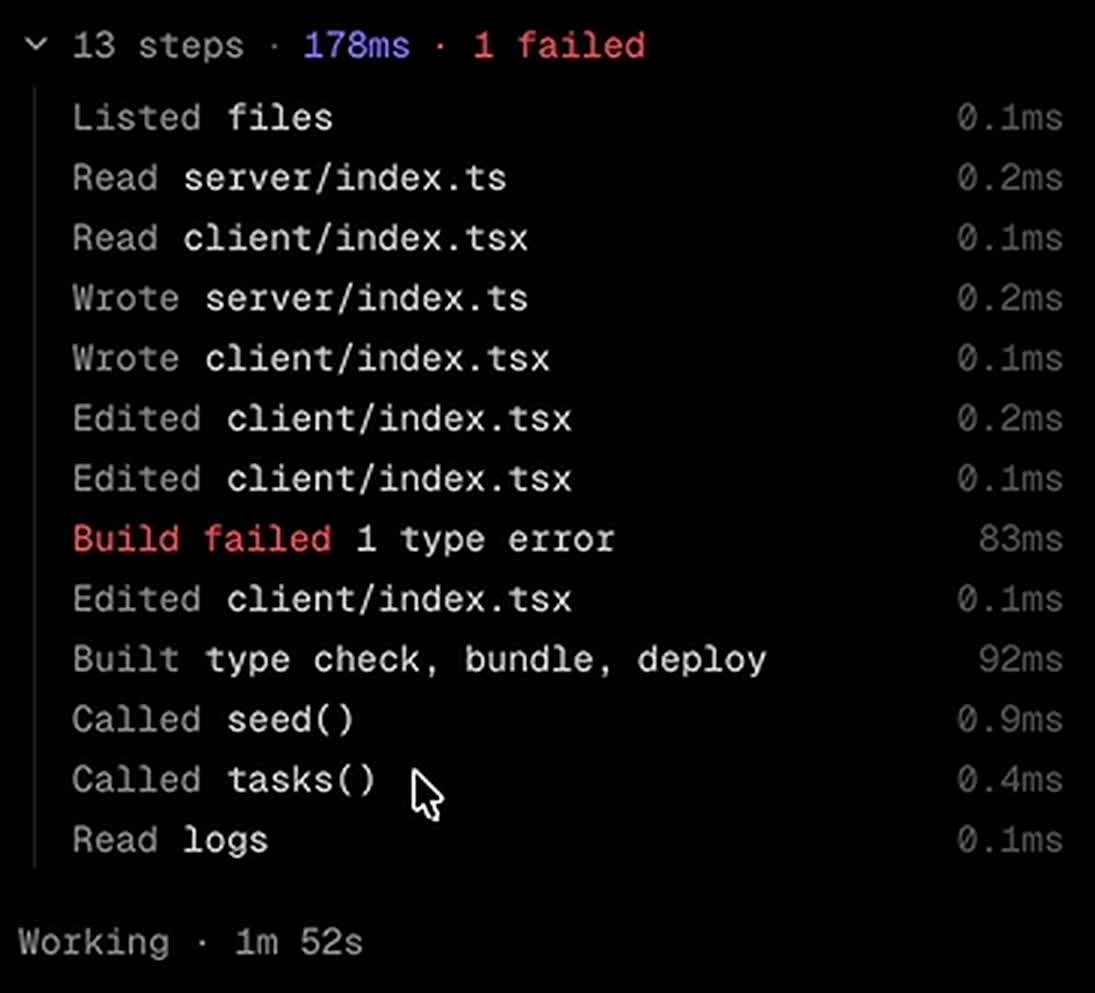 13 steps · 178ms · 1 failed
Listed files 0.1ms
Read server/index.ts 0.2ms
Read client/index.tsx 0.1ms
Wrote server/index.ts 0.2ms
Wrote client/index.tsx 0.1ms
Edited client/index.tsx 0.2ms
Edited client/index.tsx 0.1ms
Build failed 1 type error 83ms
Edited client/index.tsx 0.1ms
Built type check, bundle, deploy 92ms
Called seed() 0.9ms
Called tasks() 0.4ms
Read logs 0.1ms
Working · 1m 52s